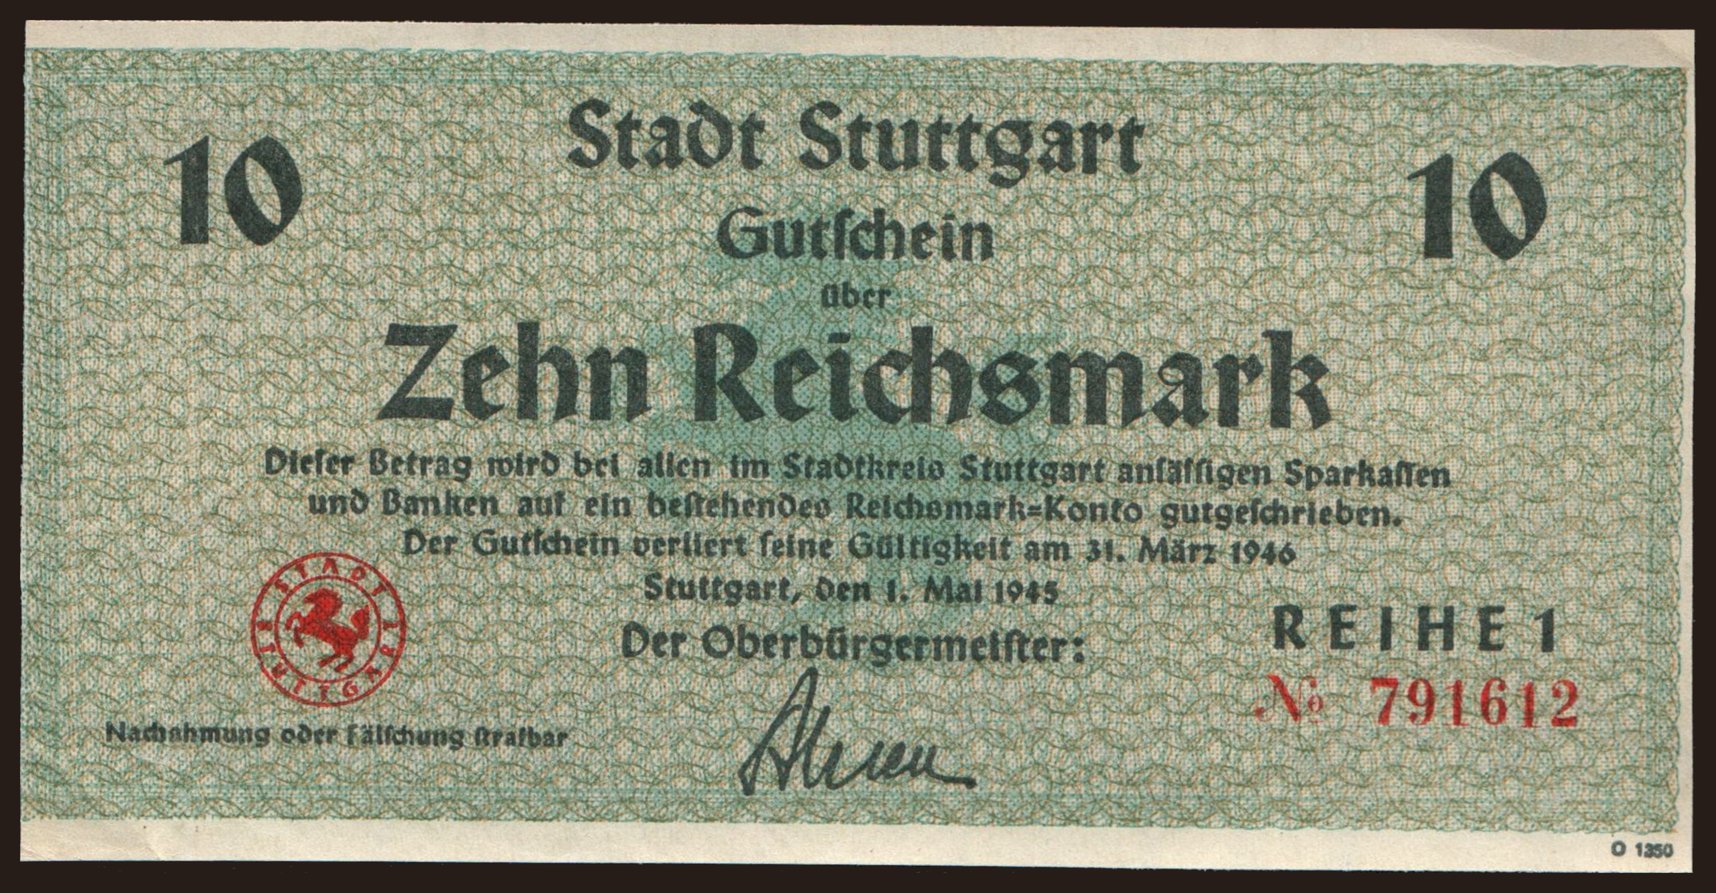 Stadt Stuttgart
10
10
Gutſchein
über
Zehn Reichsmark
Dieſer Betrag wird bei allen im Stadtkreis Stuttgart anſäſſigen Sparkaſſen
und Banken auf ein beſtehendes Reichsmark=Konto gutgeſchrieben.
Der Gutſchein verliert ſeine Gültigkeit am 31. März 1946
Stuttgart, den 1. Mai 1945
Der Oberbürgermeiſter:
STADT STUTTGART
REIHE 1
№ 791612
Nachahmung oder Fälſchung ſtrafbar
O 1350